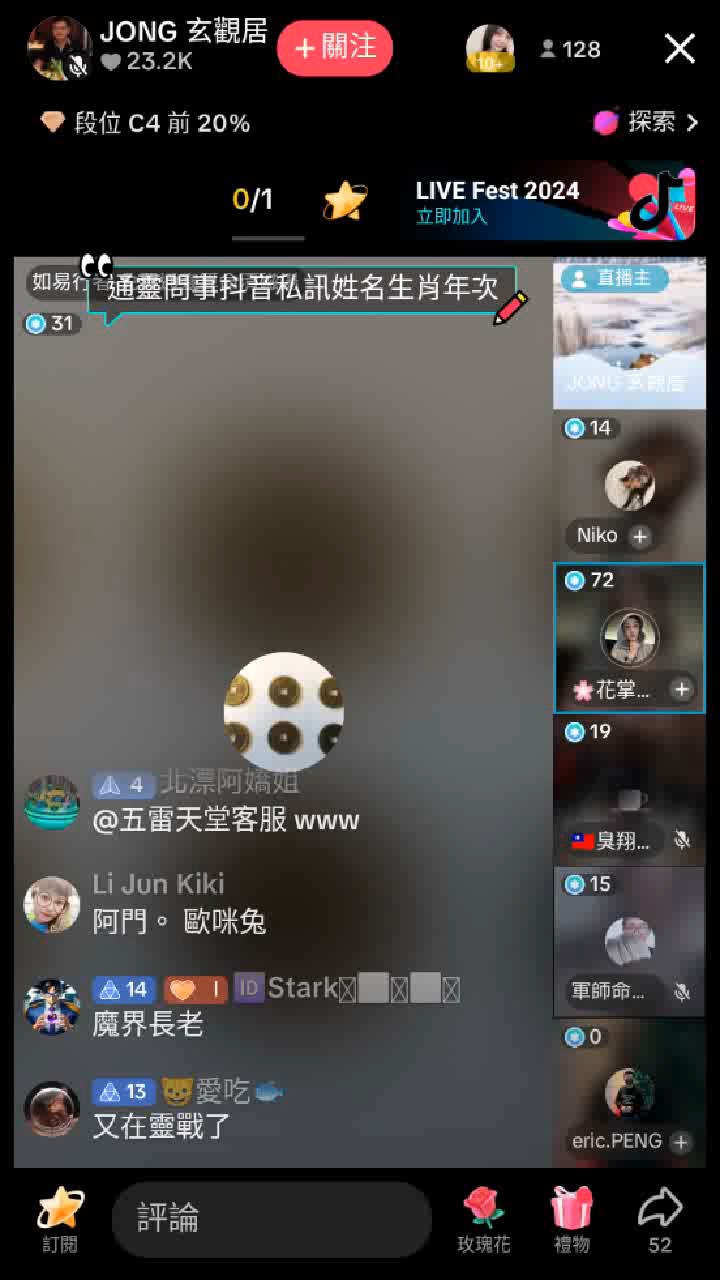 JONG 玄觀居
23.2K
+ 關注
10+
128
段位 C4 前 20%
探索
0/1
LIVE Fest 2024
立即加入
LIVE
如易行者
通靈問事抖音私訊姓名生肖年次
31
直播主
JONG 玄觀居
14
Niko
72
🌸花掌...
19
🇹🇼臭翔...
15
軍師命...
0
eric.PENG
4 北漂阿嬌姐
@五雷天堂客服 www
Li Jun Kiki
阿門。 歐咪兔
14 I ID Stark
魔界長老
13 😺愛吃🐟
又在靈戰了
訂閱
評論
玫瑰花
禮物
52